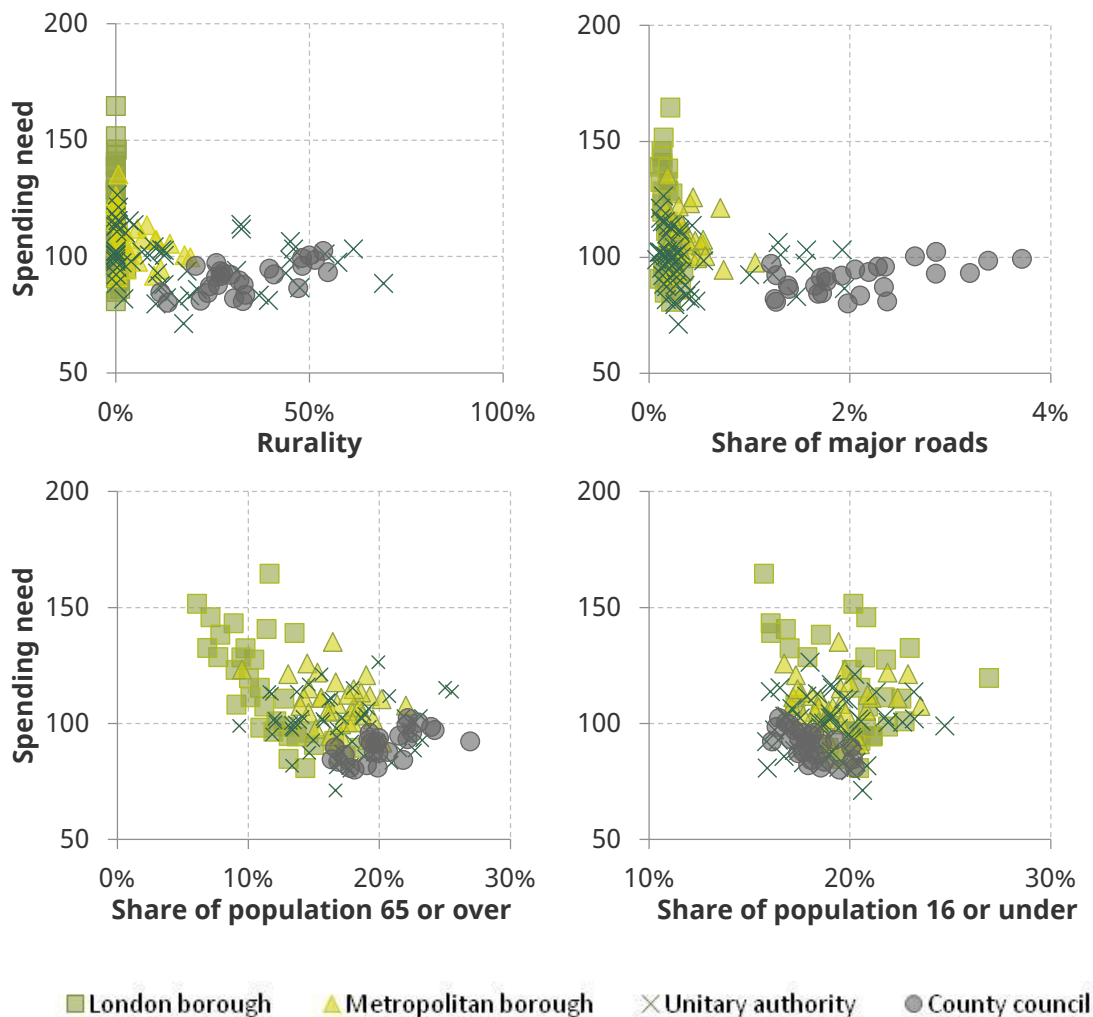 200
150
100
50
Spending need
0%
50%
100%
Rurality
200
150
100
50
0%
2%
4%
Share of major roads
200
150
100
50
Spending need
0%
10%
20%
30%
Share of population 65 or over
200
150
100
50
10%
20%
30%
Share of population 16 or under
London borough
Metropolitan borough
Unitary authority
County council